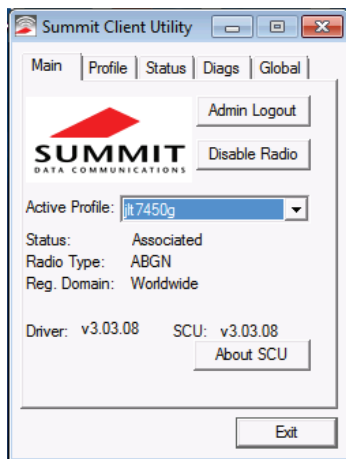 Summit Client Utility
Main Profile Status Diags Global
Admin Logout
SUMMIT
DATA COMMUNICATIONS
Disable Radio
Active Profile: jlt7450g
Status: Associated
Radio Type: ABGN
Reg. Domain: Worldwide
Driver: v3.03.08 SCU: v3.03.08
About SCU
Exit